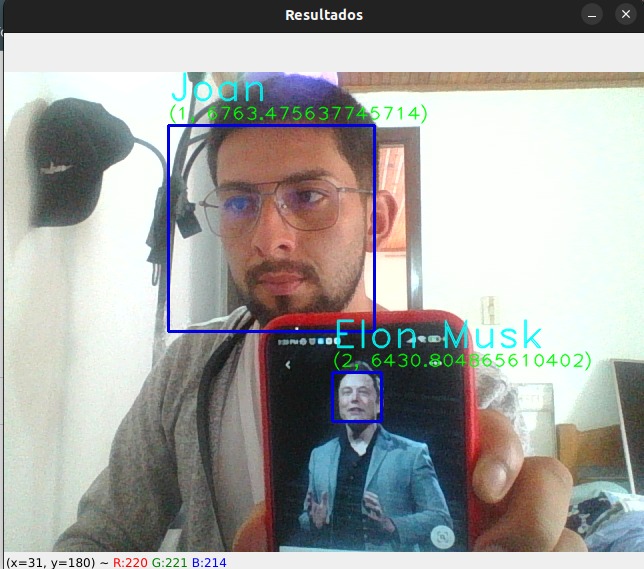 Resultados
Joan
(1, 6763.475637745714)
Elon Musk
(2, 6430.804865610402)
(x=31, y=180) ~ R:220 G:221 B:214